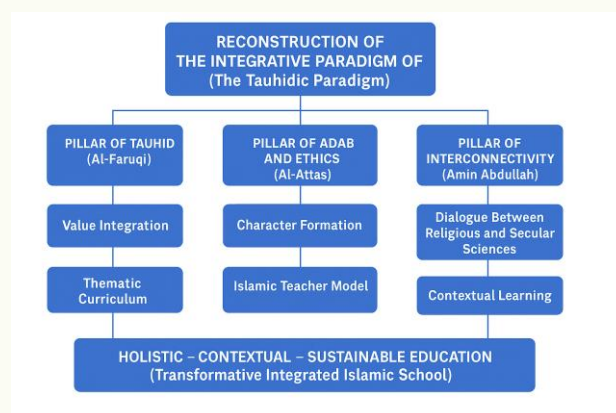 RECONSTRUCTION OF
THE INTEGRATIVE PARADIGM OF
(The Tauhidic Paradigm)
PILLAR OF TAUHID
(Al-Faruqi)
PILLAR OF ADAB
AND ETHICS
(Al-Attas)
PILLAR OF
INTERCONNECTIVITY
(Amin Abdullah)
Value Integration
Character Formation
Dialogue Between
Religious and Secular
Sciences
Thematic
Curriculum
Islamic Teacher Model
Contextual Learning
HOLISTIC – CONTEXTUAL – SUSTAINABLE EDUCATION
(Transformative Integrated Islamic School)